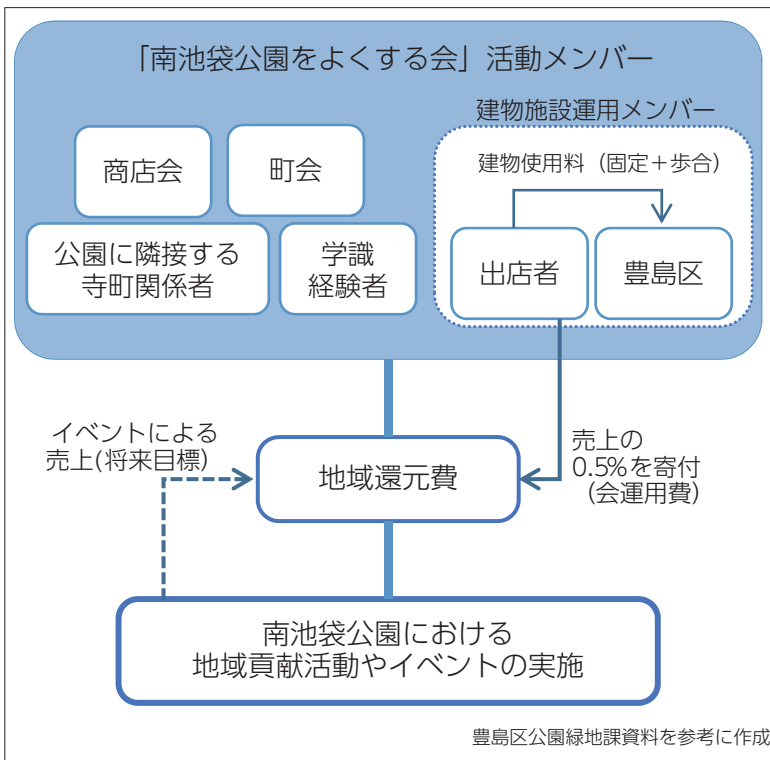 「南池袋公園をよくする会」活動メンバー
建物施設運用メンバー
商店会
町会
建物使用料（固定＋歩合）
公園に隣接する
寺町関係者
学識
経験者
出店者
豊島区
イベントによる
売上(将来目標)
地域還元費
売上の
0.5%を寄付
（会運用費）
南池袋公園における
地域貢献活動やイベントの実施
豊島区公園緑地課資料を参考に作成